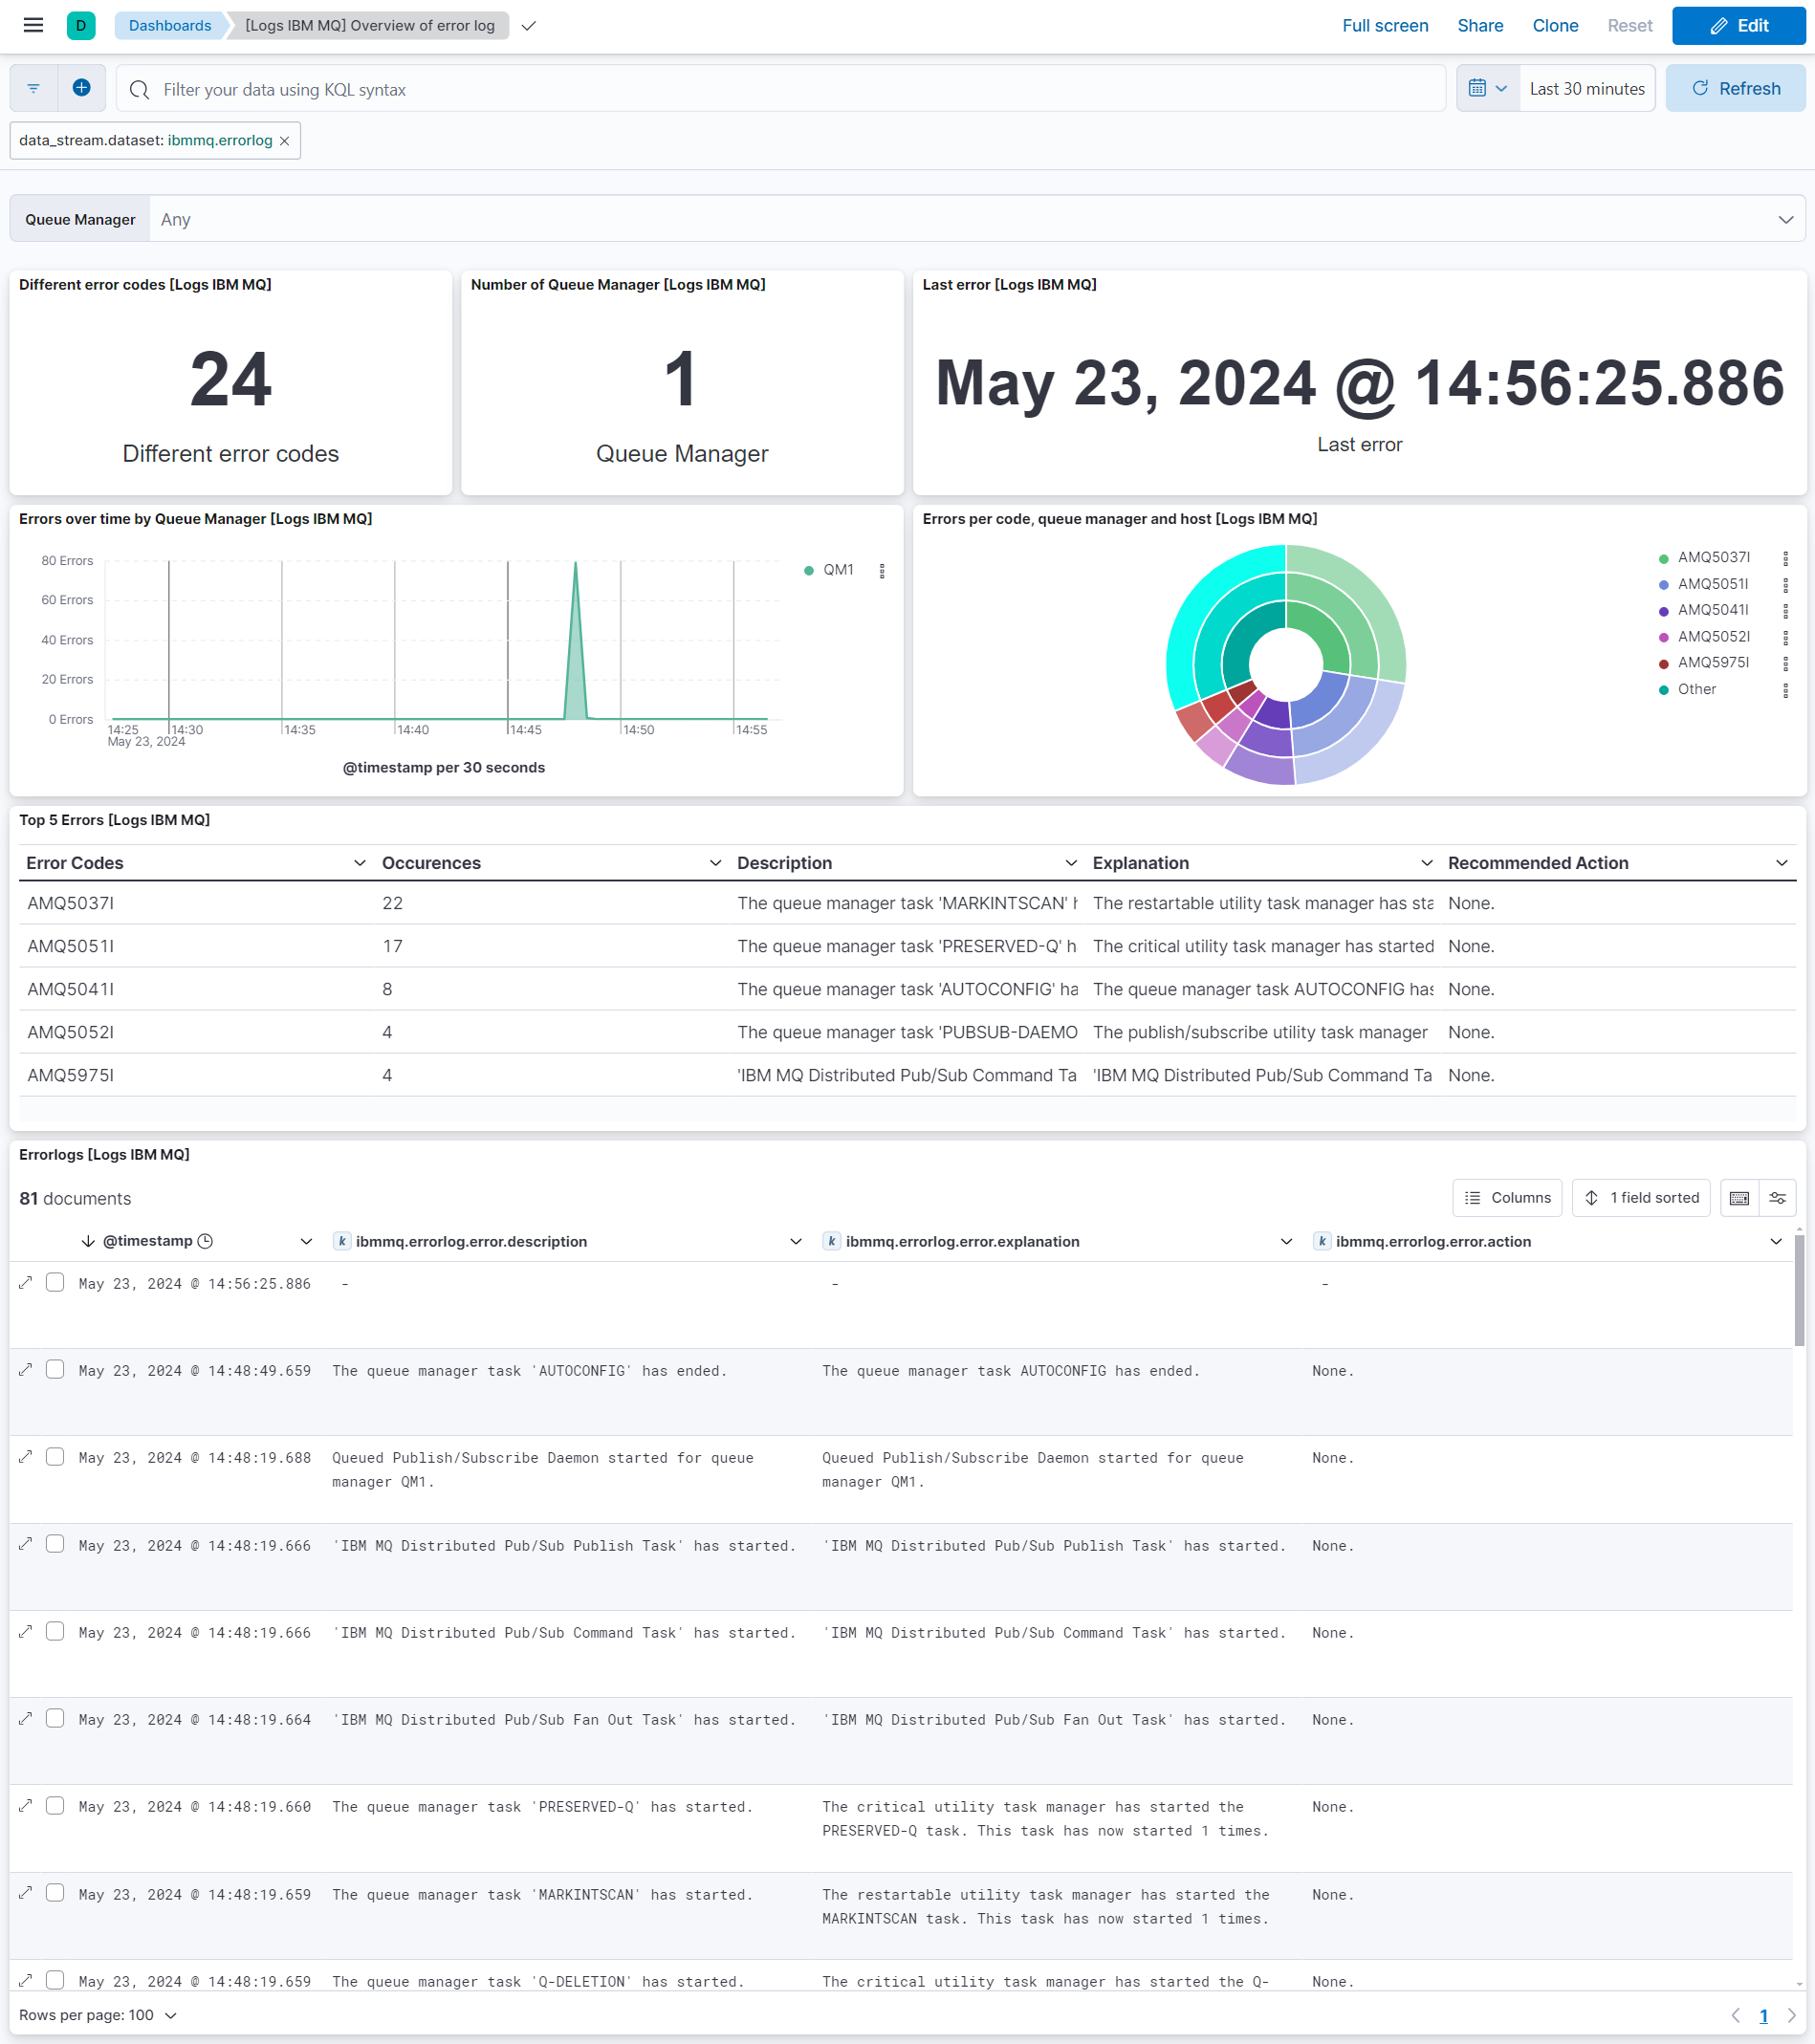 D Dashboards [Logs IBM MQ] Overview of error log Full screen Share Clone Reset Edit
Filter your data using KQL syntax Last 30 minutes Refresh
data_stream.dataset: ibmmq.errorlog
Queue Manager Any
Different error codes [Logs IBM MQ]
24
Different error codes
Number of Queue Manager [Logs IBM MQ]
1
Queue Manager
Last error [Logs IBM MQ]
May 23, 2024 @ 14:56:25.886
Last error
Errors over time by Queue Manager [Logs IBM MQ]
80 Errors
60 Errors
40 Errors
20 Errors
0 Errors
14:25 14:30 14:35 14:40 14:45 14:50 14:55
May 23, 2024
@timestamp per 30 seconds
QM1
Errors per code, queue manager and host [Logs IBM MQ]
AMQ5037I
AMQ5051I
AMQ5041I
AMQ5052I
AMQ5975I
Other
Top 5 Errors [Logs IBM MQ]
Error Codes Occurences Description Explanation Recommended Action
AMQ5037I 22 The queue manager task 'MARKINTSCAN' h The restartable utility task manager has sta None.
AMQ5051I 17 The queue manager task 'PRESERVED-Q' h The critical utility task manager has started None.
AMQ5041I 8 The queue manager task 'AUTOCONFIG' ha The queue manager task AUTOCONFIG has None.
AMQ5052I 4 The queue manager task 'PUBSUB-DAEMO The publish/subscribe utility task manager None.
AMQ5975I 4 'IBM MQ Distributed Pub/Sub Command Ta 'IBM MQ Distributed Pub/Sub Command Ta None.
Errorlogs [Logs IBM MQ]
81 documents Columns 1 field sorted
@timestamp k ibmmq.errorlog.error.description k ibmmq.errorlog.error.explanation k ibmmq.errorlog.error.action
May 23, 2024 @ 14:56:25.886 - - -
May 23, 2024 @ 14:48:49.659 The queue manager task 'AUTOCONFIG' has ended. The queue manager task AUTOCONFIG has ended. None.
May 23, 2024 @ 14:48:19.688 Queued Publish/Subscribe Daemon started for queue Queued Publish/Subscribe Daemon started for queue None.
manager QM1. manager QM1.
May 23, 2024 @ 14:48:19.666 'IBM MQ Distributed Pub/Sub Publish Task' has started. 'IBM MQ Distributed Pub/Sub Publish Task' has started. None.
May 23, 2024 @ 14:48:19.666 'IBM MQ Distributed Pub/Sub Command Task' has started. 'IBM MQ Distributed Pub/Sub Command Task' has started. None.
May 23, 2024 @ 14:48:19.664 'IBM MQ Distributed Pub/Sub Fan Out Task' has started. 'IBM MQ Distributed Pub/Sub Fan Out Task' has started. None.
May 23, 2024 @ 14:48:19.660 The queue manager task 'PRESERVED-Q' has started. The critical utility task manager has started the None.
PRESERVED-Q task. This task has now started 1 times.
May 23, 2024 @ 14:48:19.659 The queue manager task 'MARKINTSCAN' has started. The restartable utility task manager has started the None.
MARKINTSCAN task. This task has now started 1 times.
May 23, 2024 @ 14:48:19.659 The queue manager task 'Q-DELETION' has started. The critical utility task manager has started the Q- None.
Rows per page: 100 1